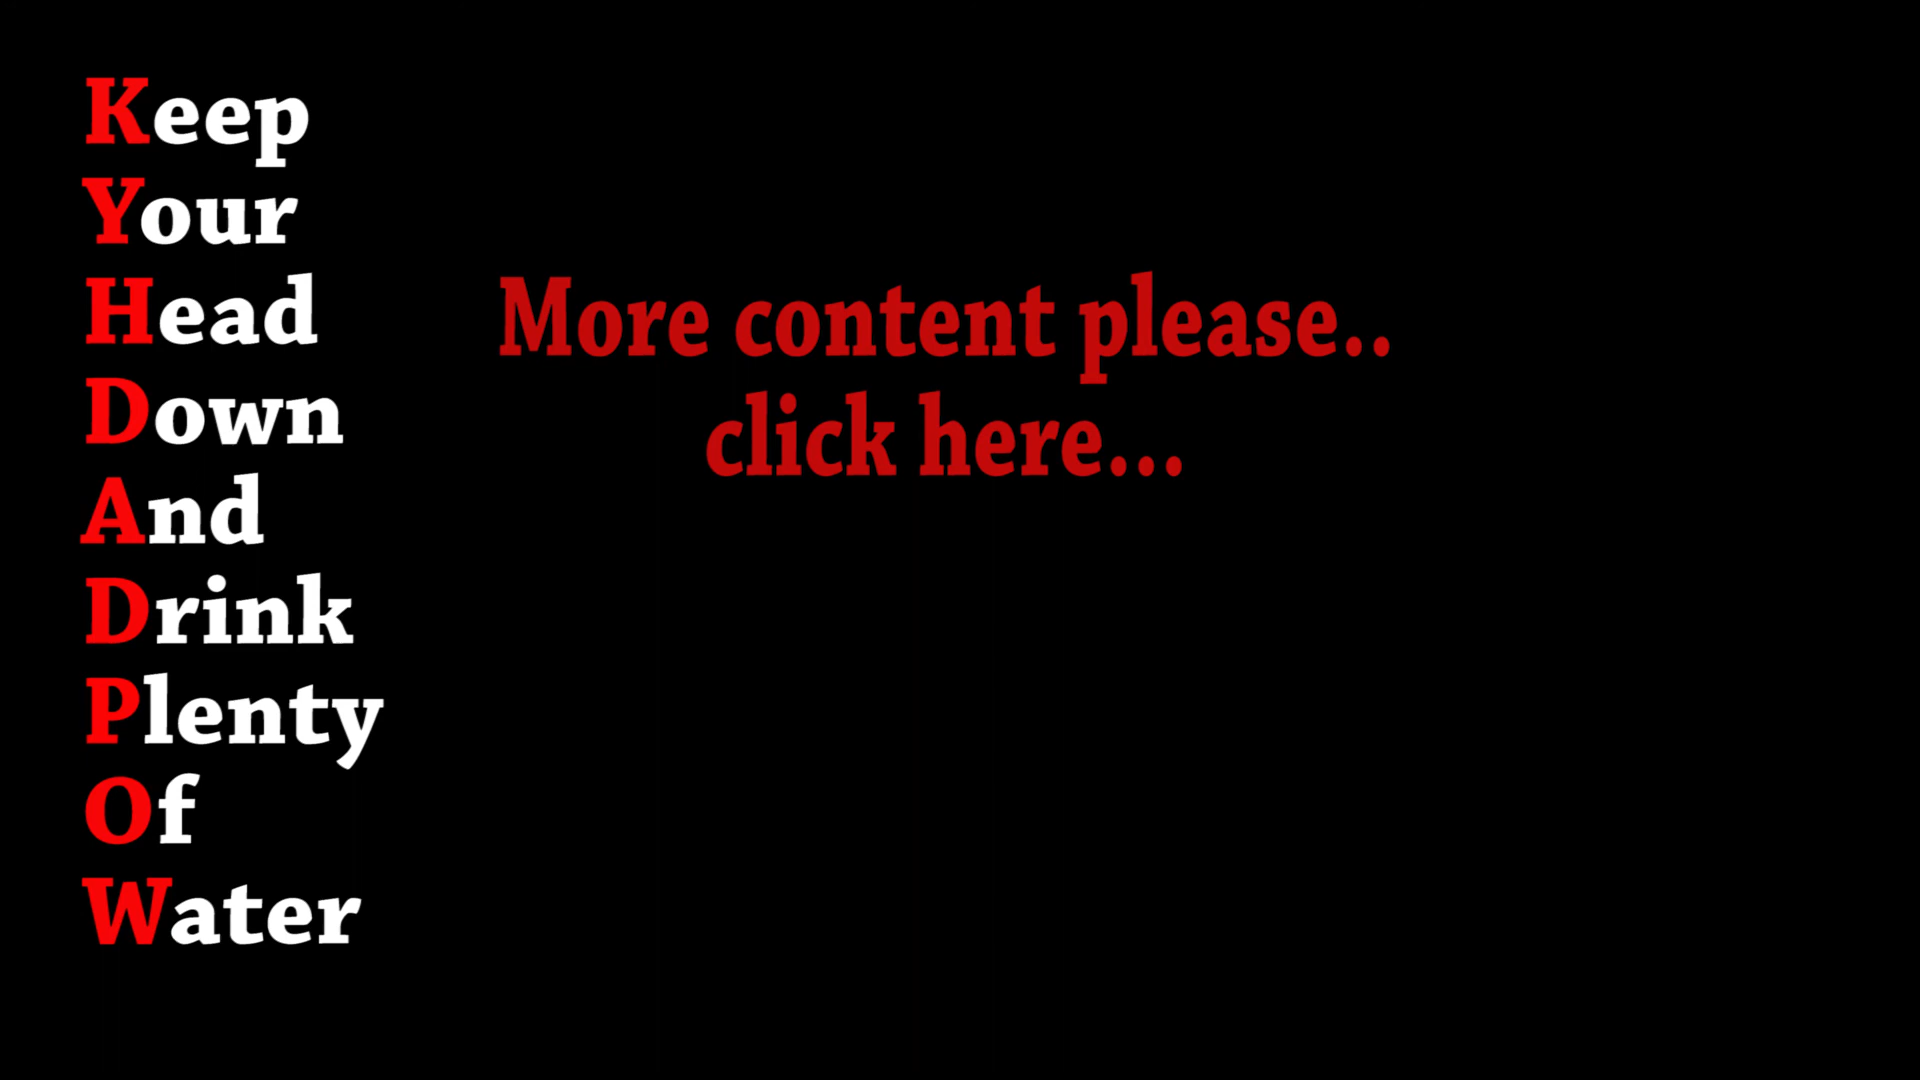 Keep
Your
Head
Down
And
Drink
Plenty
Of
Water
More content please..
click here...